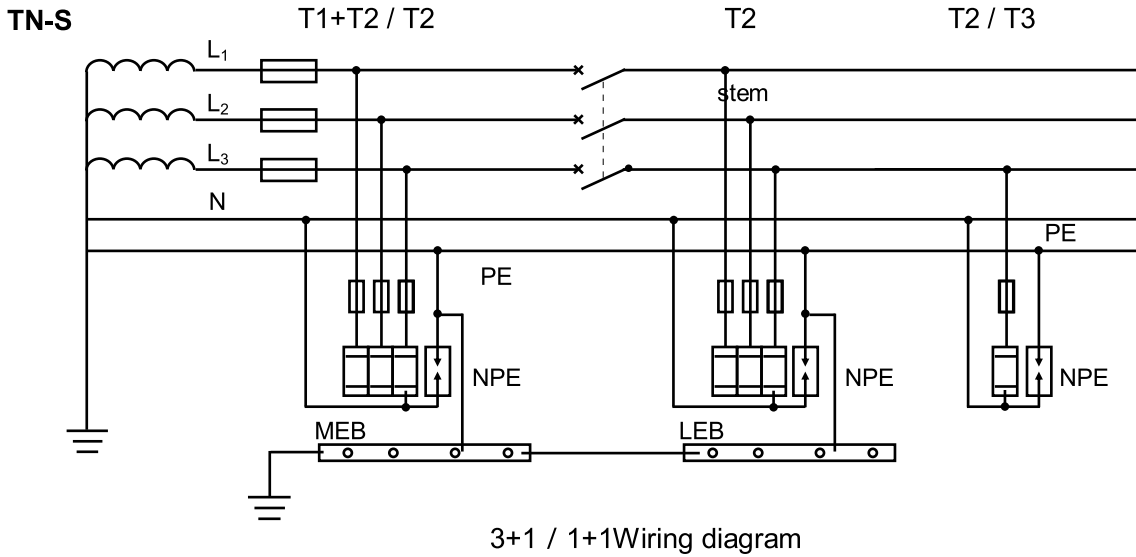 TN-S
T1+T2 / T2
T2
T2 / T3
L₁
stem
L₂
L₃
N
PE
PE
NPE
NPE
NPE
MEB
LEB
3+1 / 1+1Wiring diagram